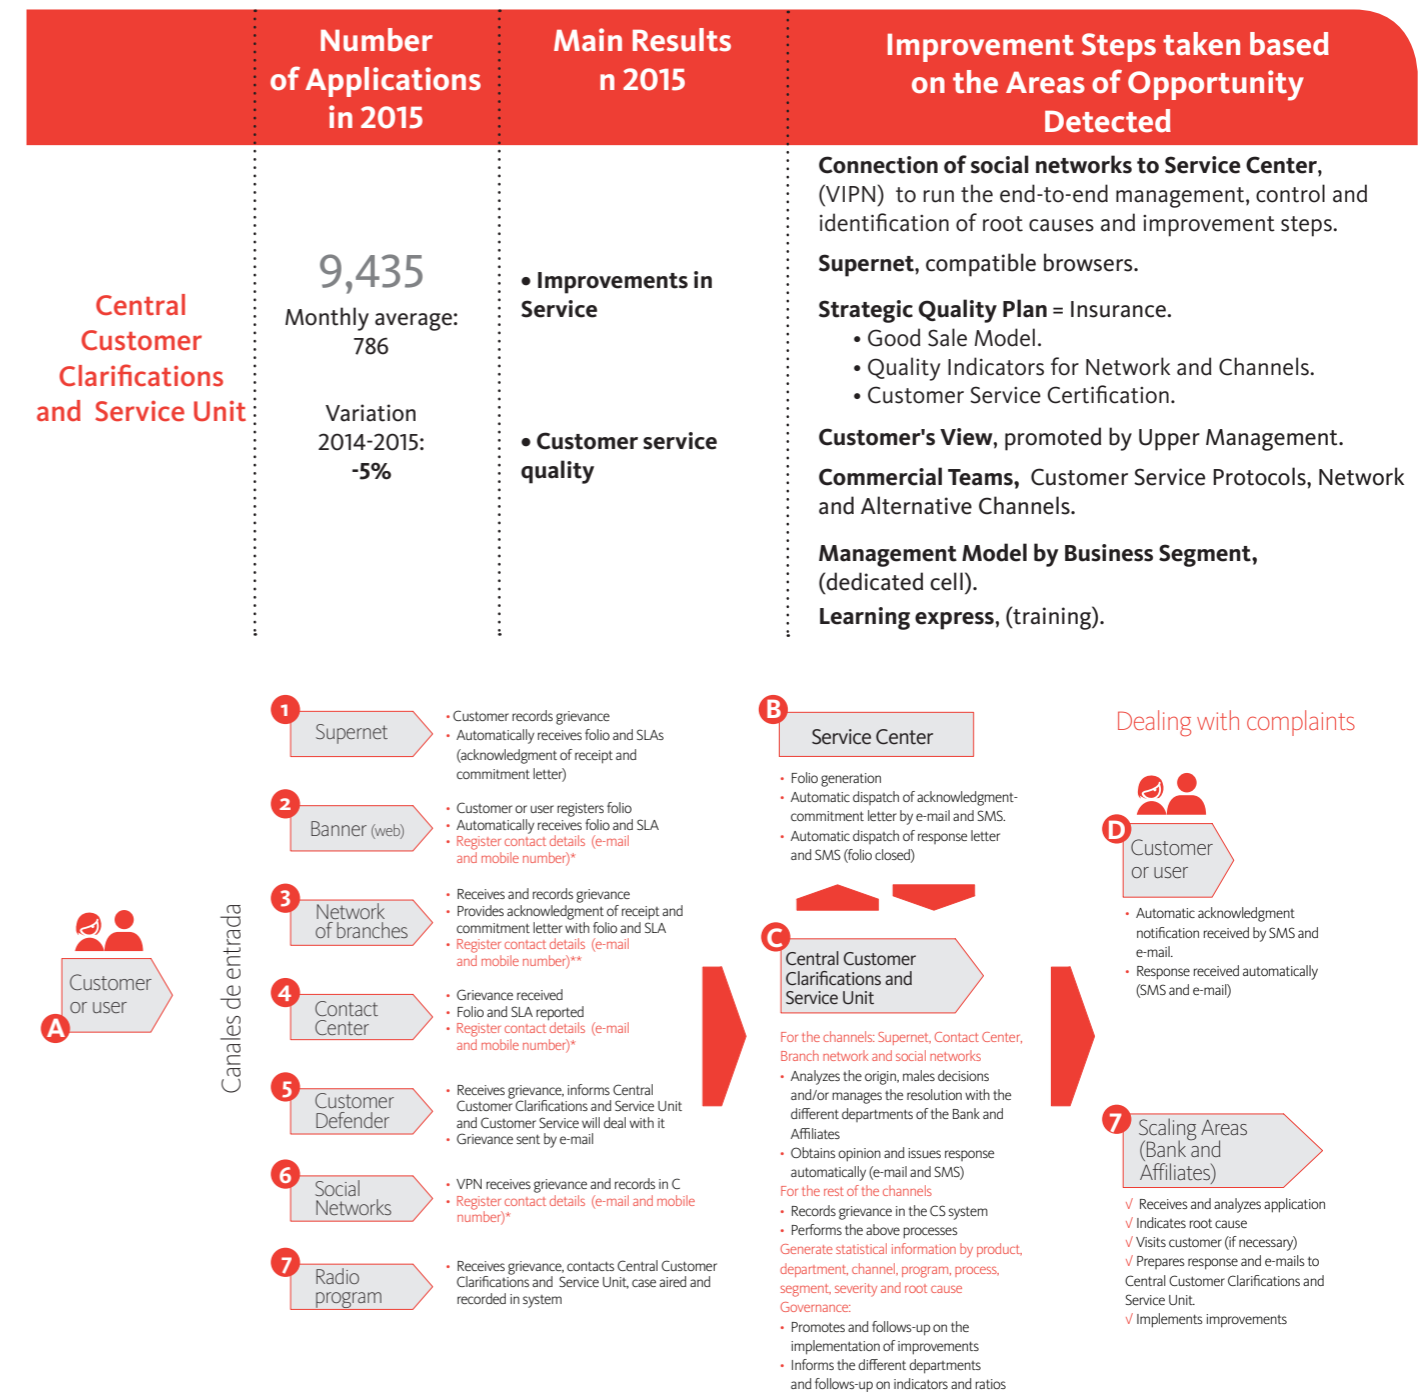 Number
of Applications
in 2015
Main Results
n 2015
Improvement Steps taken based
on the Areas of Opportunity
Detected
Central
Customer
Clarifications
and Service Unit
9,435
Monthly average:
786
Variation
2014-2015:
-5%
• Improvements in
Service
• Customer service
quality
Connection of social networks to Service Center,
(VIPN) to run the end-to-end management, control and
identification of root causes and improvement steps.
Supernet, compatible browsers.
Strategic Quality Plan = Insurance.
• Good Sale Model.
• Quality Indicators for Network and Channels.
• Customer Service Certification.
Customer's View, promoted by Upper Management.
Commercial Teams, Customer Service Protocols, Network
and Alternative Channels.
Management Model by Business Segment,
(dedicated cell).
Learning express, (training).
A
Customer
or user
Canales de entrada
1
Supernet
• Customer records grievance
• Automatically receives folio and SLAs
(acknowledgment of receipt and
commitment letter)
2
Banner (web)
• Customer or user registers folio
• Automatically receives folio and SLA
• Register contact details (e-mail
and mobile number)*
3
Network
of branches
• Receives and records grievance
• Provides acknowledgment of receipt and
commitment letter with folio and SLA
• Register contact details (e-mail
and mobile number)**
4
Contact
Center
• Grievance received
• Folio and SLA reported
• Register contact details (e-mail
and mobile number)*
5
Customer
Defender
• Receives grievance, informs Central
Customer Clarifications and Service Unit
and Customer Service will deal with it
• Grievance sent by e-mail
6
Social
Networks
• VPN receives grievance and records in C
• Register contact details (e-mail and mobile
number)*
7
Radio
program
• Receives grievance, contacts Central Customer
Clarifications and Service Unit, case aired and
recorded in system
B
Service Center
• Folio generation
• Automatic dispatch of acknowledgment-
commitment letter by e-mail and SMS.
• Automatic dispatch of response letter
and SMS (folio closed)
C
Central Customer
Clarifications and
Service Unit
For the channels: Supernet, Contact Center,
Branch network and social networks
• Analyzes the origin, males decisions
and/or manages the resolution with the
different departments of the Bank and
Affiliates
• Obtains opinion and issues response
automatically (e-mail and SMS)
For the rest of the channels
• Records grievance in the CS system
• Performs the above processes
Generate statistical information by product,
department, channel, program, process,
segment, severity and root cause
Governance:
• Promotes and follows-up on the
implementation of improvements
• Informs the different departments
and follows-up on indicators and ratios
Dealing with complaints
D
Customer
or user
• Automatic acknowledgment
notification received by SMS and
e-mail.
• Response received automatically
(SMS and e-mail)
7
Scaling Areas
(Bank and
Affiliates)
√ Receives and analyzes application
√ Indicates root cause
√ Visits customer (if necessary)
√ Prepares response and e-mails to
Central Customer Clarifications and
Service Unit.
√ Implements improvements